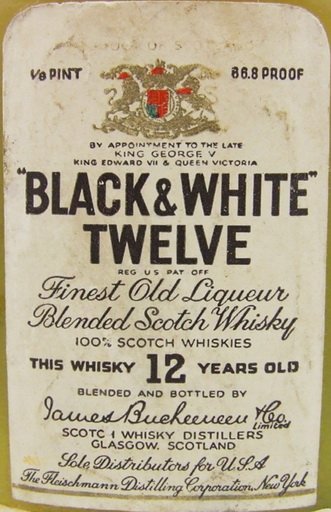 ⅛ PINT 86.8 PROOF
BY APPOINTMENT TO THE LATE
KING GEORGE V
KING EDWARD VII & QUEEN VICTORIA
"BLACK & WHITE"
TWELVE
REG US PAT OFF
Finest Old Liqueur
Blended Scotch Whisky
100% SCOTCH WHISKIES
THIS WHISKY 12 YEARS OLD
BLENDED AND BOTTLED BY
James Buchanan & Co. Limited
SCOTCH WHISKY DISTILLERS
GLASGOW, SCOTLAND
Sole Distributors for U.S.A
The Fleischmann Distilling Corporation, New York